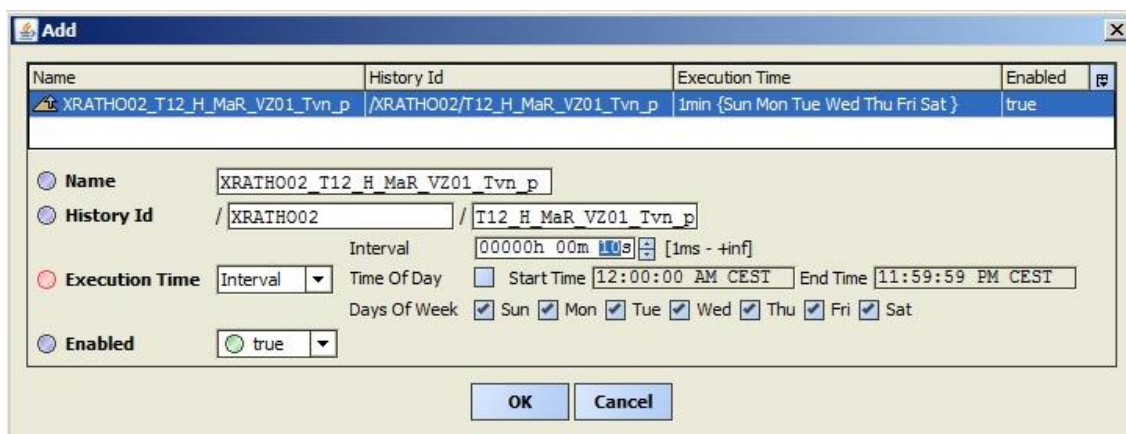 Add
Name History Id Execution Time Enabled
XRATHO02_T12_H_MaR_VZ01_Tvn_p /XRATHO02/T12_H_MaR_VZ01_Tvn_p 1min {Sun Mon Tue Wed Thu Fri Sat } true
Name XRATHO02_T12_H_MaR_VZ01_Tvn_p
History Id / XRATHO02 / T12_H_MaR_VZ01_Tvn_p
Interval 00000h 00m 10s [1ms - +inf]
Execution Time Interval Time Of Day Start Time 12:00:00 AM CEST End Time 11:59:59 PM CEST
Days Of Week Sun Mon Tue Wed Thu Fri Sat
Enabled true
OK Cancel